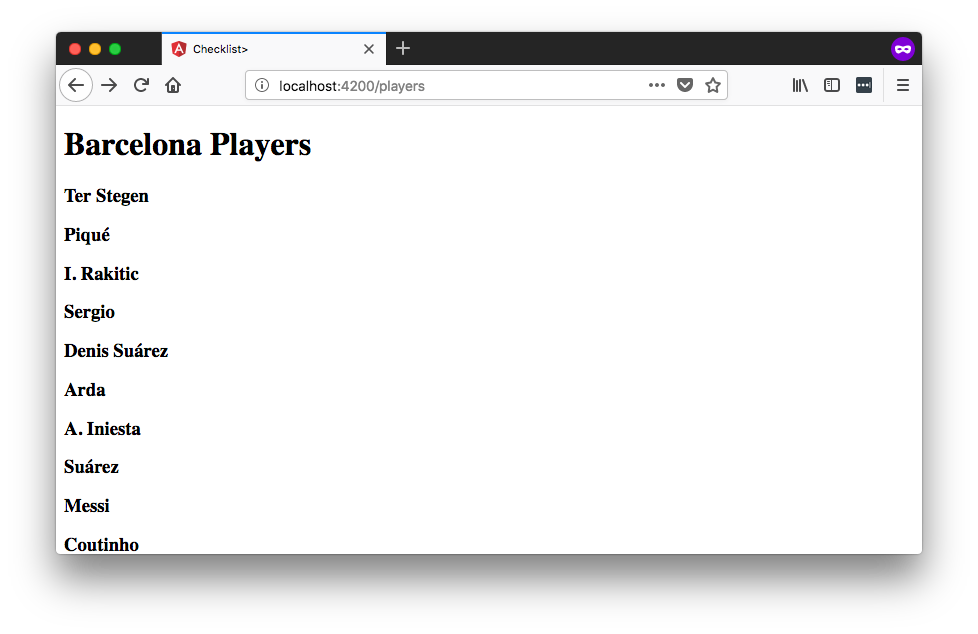 Checklist>
localhost:4200/players
Barcelona Players
Ter Stegen
Piqué
I. Rakitic
Sergio
Denis Suárez
Arda
A. Iniesta
Suárez
Messi
Coutinho